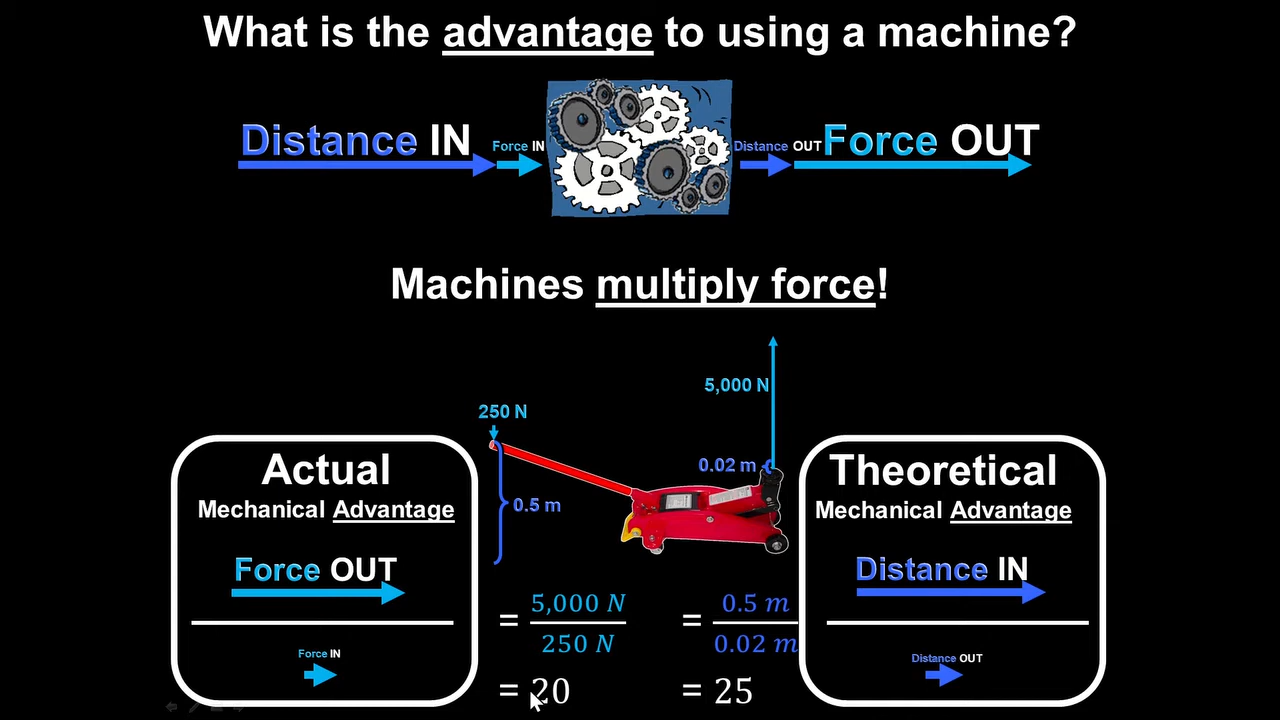 What is the advantage to using a machine?
Distance IN
Force IN
Distance OUT
Force OUT
Machines multiply force!
5,000 N
250 N
0.02 m
0.5 m
Actual
Mechanical Advantage
Force OUT
Force IN
= 5,000 N
250 N
= 20
= 0.5 m
0.02 m
= 25
Theoretical
Mechanical Advantage
Distance IN
Distance OUT